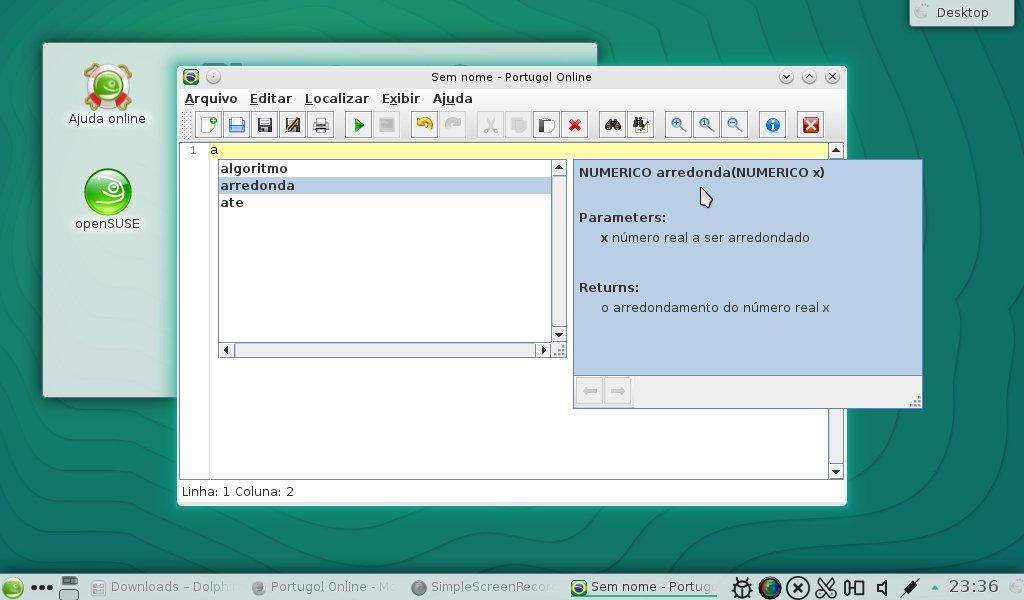 Desktop
Ajuda online
openSUSE
Sem nome - Portugol Online
Arquivo Editar Localizar Exibir Ajuda
1 a
algoritmo
arredonda
ate
NUMERICO arredonda(NUMERICO x)
Parameters:
x número real a ser arredondado
Returns:
o arredondamento do número real x
Linha: 1 Coluna: 2
Downloads – Dolphin
Portugol Online - Mo
SimpleScreenRecor
Sem nome - Portug
23:36